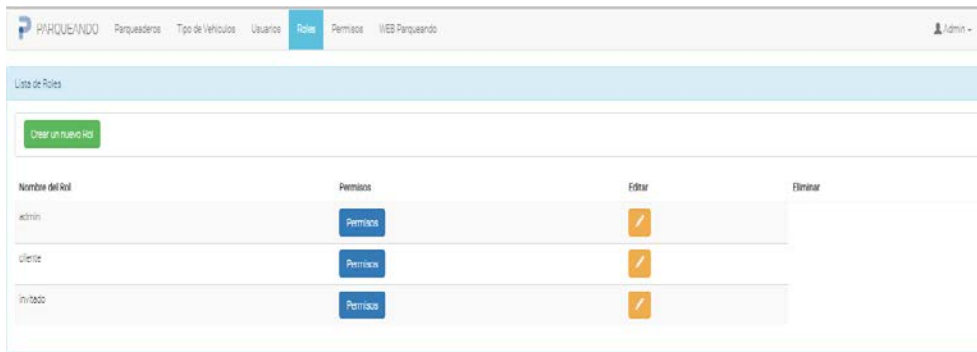 PARQUEANDO Parqueaderos Tipo de Vehículos Usuarios Roles Permisos WEB Parqueando Admin
Lista de Roles
Crear un nuevo Rol
Nombre del Rol Permisos Editar Eliminar
admin Permisos
cliente Permisos
invitado Permisos